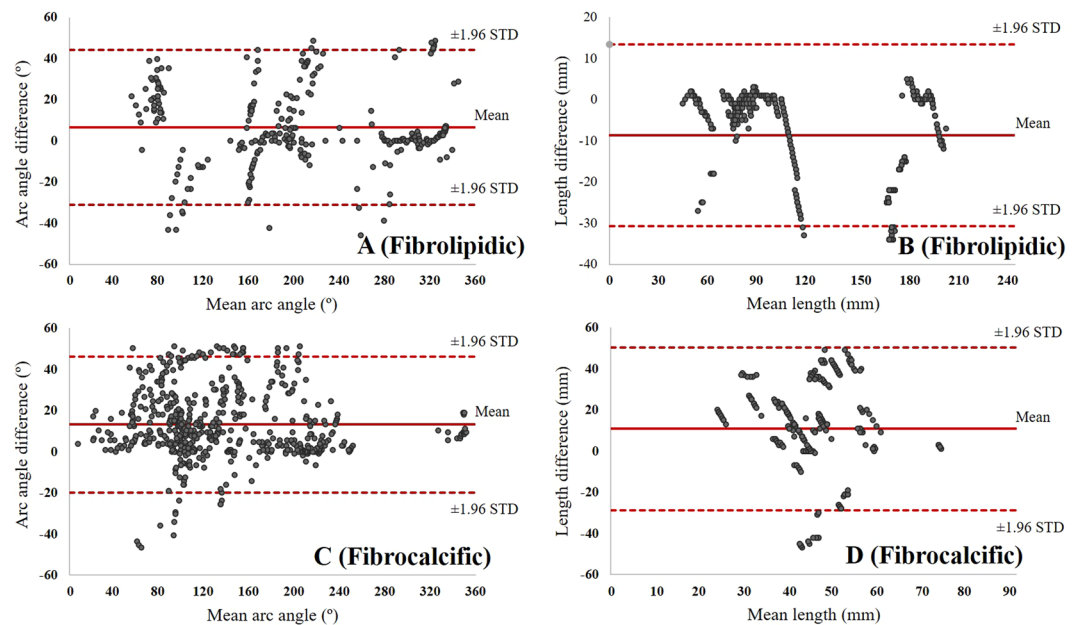 60
40
20
0
-20
-40
-60
0 40 80 120 160 200 240 280 320 360
Arc angle difference (º)
Mean arc angle (º)
±1.96 STD
Mean
±1.96 STD
A (Fibrolipidic)
20
10
0
-10
-20
-30
-40
0 30 60 90 120 150 180 210 240
Length difference (mm)
Mean length (mm)
±1.96 STD
Mean
±1.96 STD
B (Fibrolipidic)
60
40
20
0
-20
-40
-60
0 40 80 120 160 200 240 280 320 360
Arc angle difference (º)
Mean arc angle (º)
±1.96 STD
Mean
±1.96 STD
C (Fibrocalcific)
60
40
20
0
-20
-40
-60
0 10 20 30 40 50 60 70 80 90
Length difference (mm)
Mean length (mm)
±1.96 STD
Mean
±1.96 STD
D (Fibrocalcific)